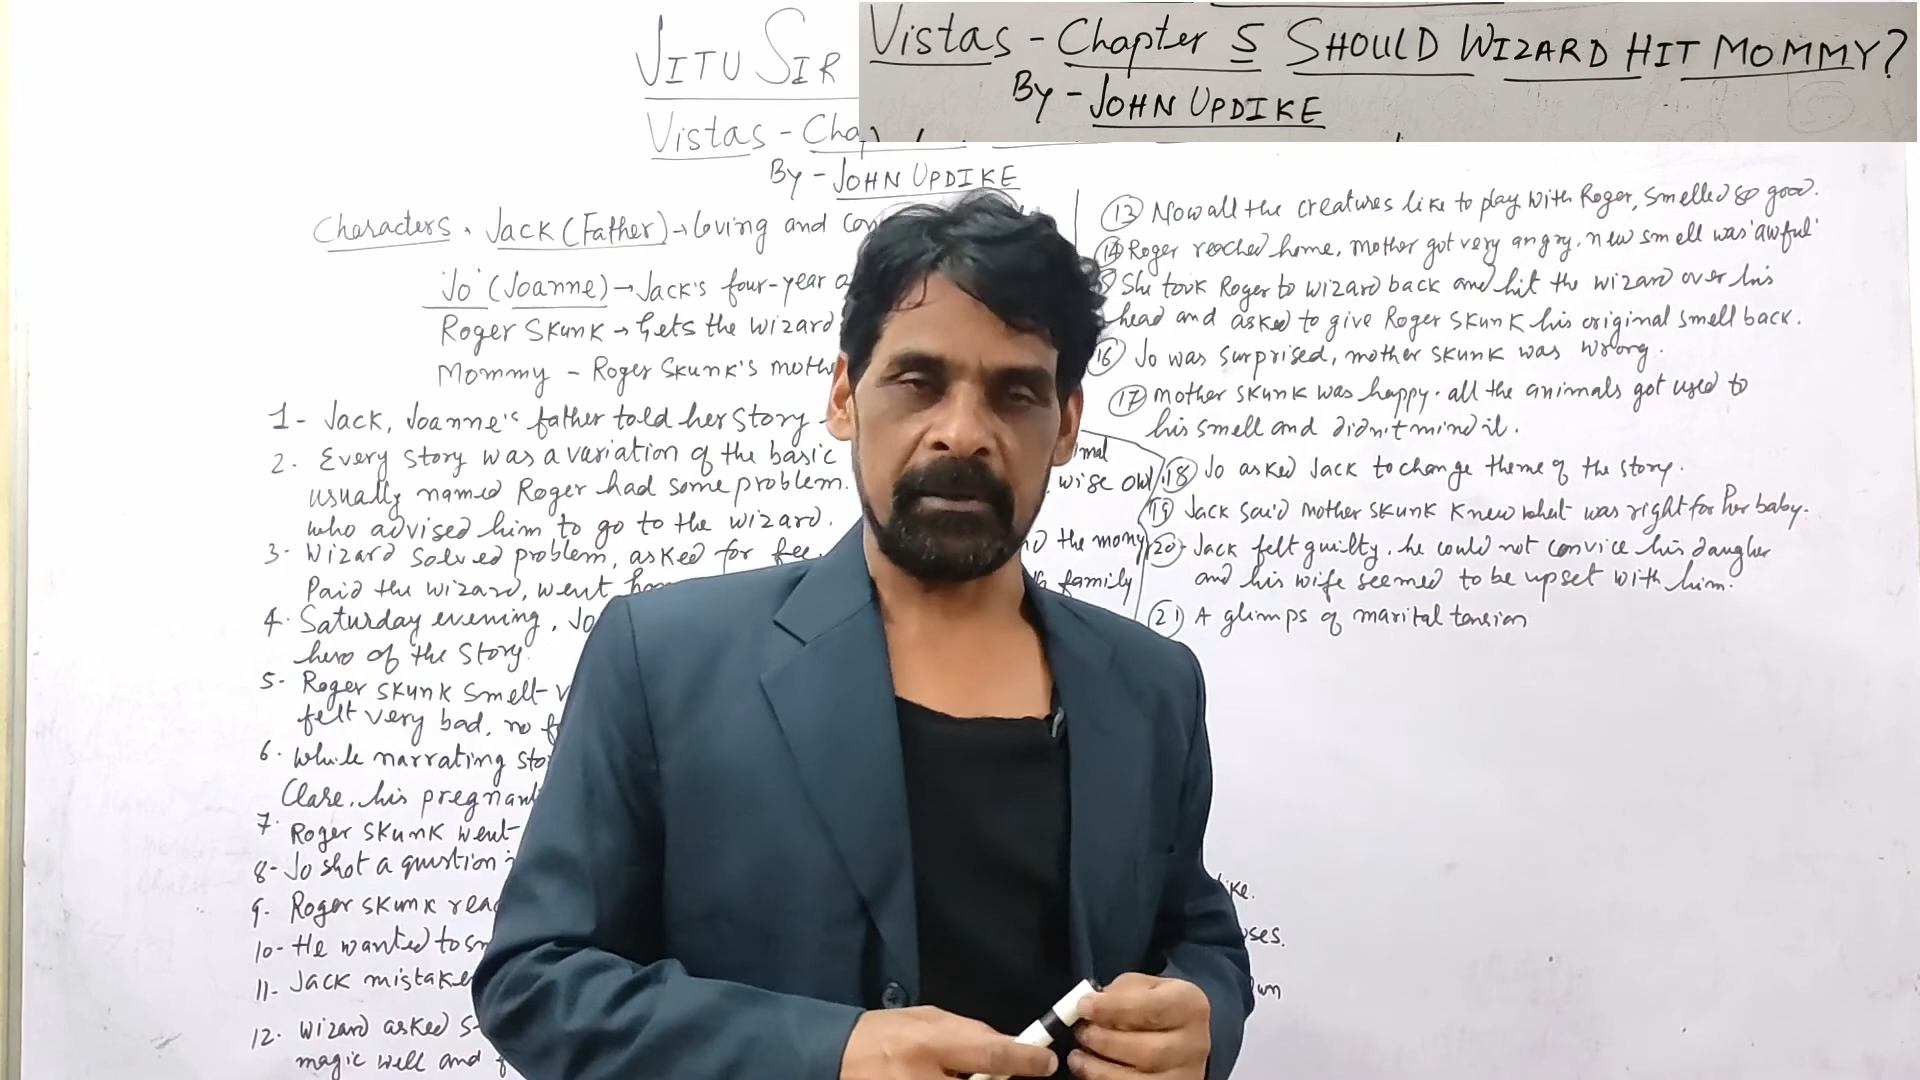 JITU SIR
Vistas - Chapter 5 SHOULD WIZARD HIT MOMMY?
By - JOHN UPDIKE
Vistas - Chap
By - JOHN UPDIKE
Characters. Jack (Father) → loving and
'Jo' (Joanne) → Jack's four-year
Roger Skunk → Gets the wizard
Mommy - Roger Skunk's
1- Jack, Joanne's father told her story
2. Every story was a variation of the basic
usually named Roger had some problem. wise owl
who advised him to go to the wizard.
3- Wizard solved problem, asked for fee. the mony
Paid the wizard, went family
4. Saturday evening, Jo
hero of the story.
5- Roger skunk smelt
felt very bad, no
6. While narrating
Clare, his
7. Roger skunk went
8- Jo shot a qustion
9. Roger skunk
10- He wanted to
11- Jack
12. wizard asked
magic well and
13 Now all the creatures like to play with Roger, smelled so good.
14 Roger reached home, mother got very angry. new smell was 'awful'
She took Roger to wizard back and hit the wizard over his
head and asked to give Roger skunk his original smell back.
16 Jo was surprised, mother skunk was wrong.
17 mother skunk was happy. all the animals got used to
his smell and didn't mind it.
18 Jo asked Jack to change theme of the story.
19 Jack said mother skunk knew what was right for her baby.
20- Jack felt guilty. he could not convice his daugher
and his wife seemed to be upset with him.
21 A glimps of marital tension